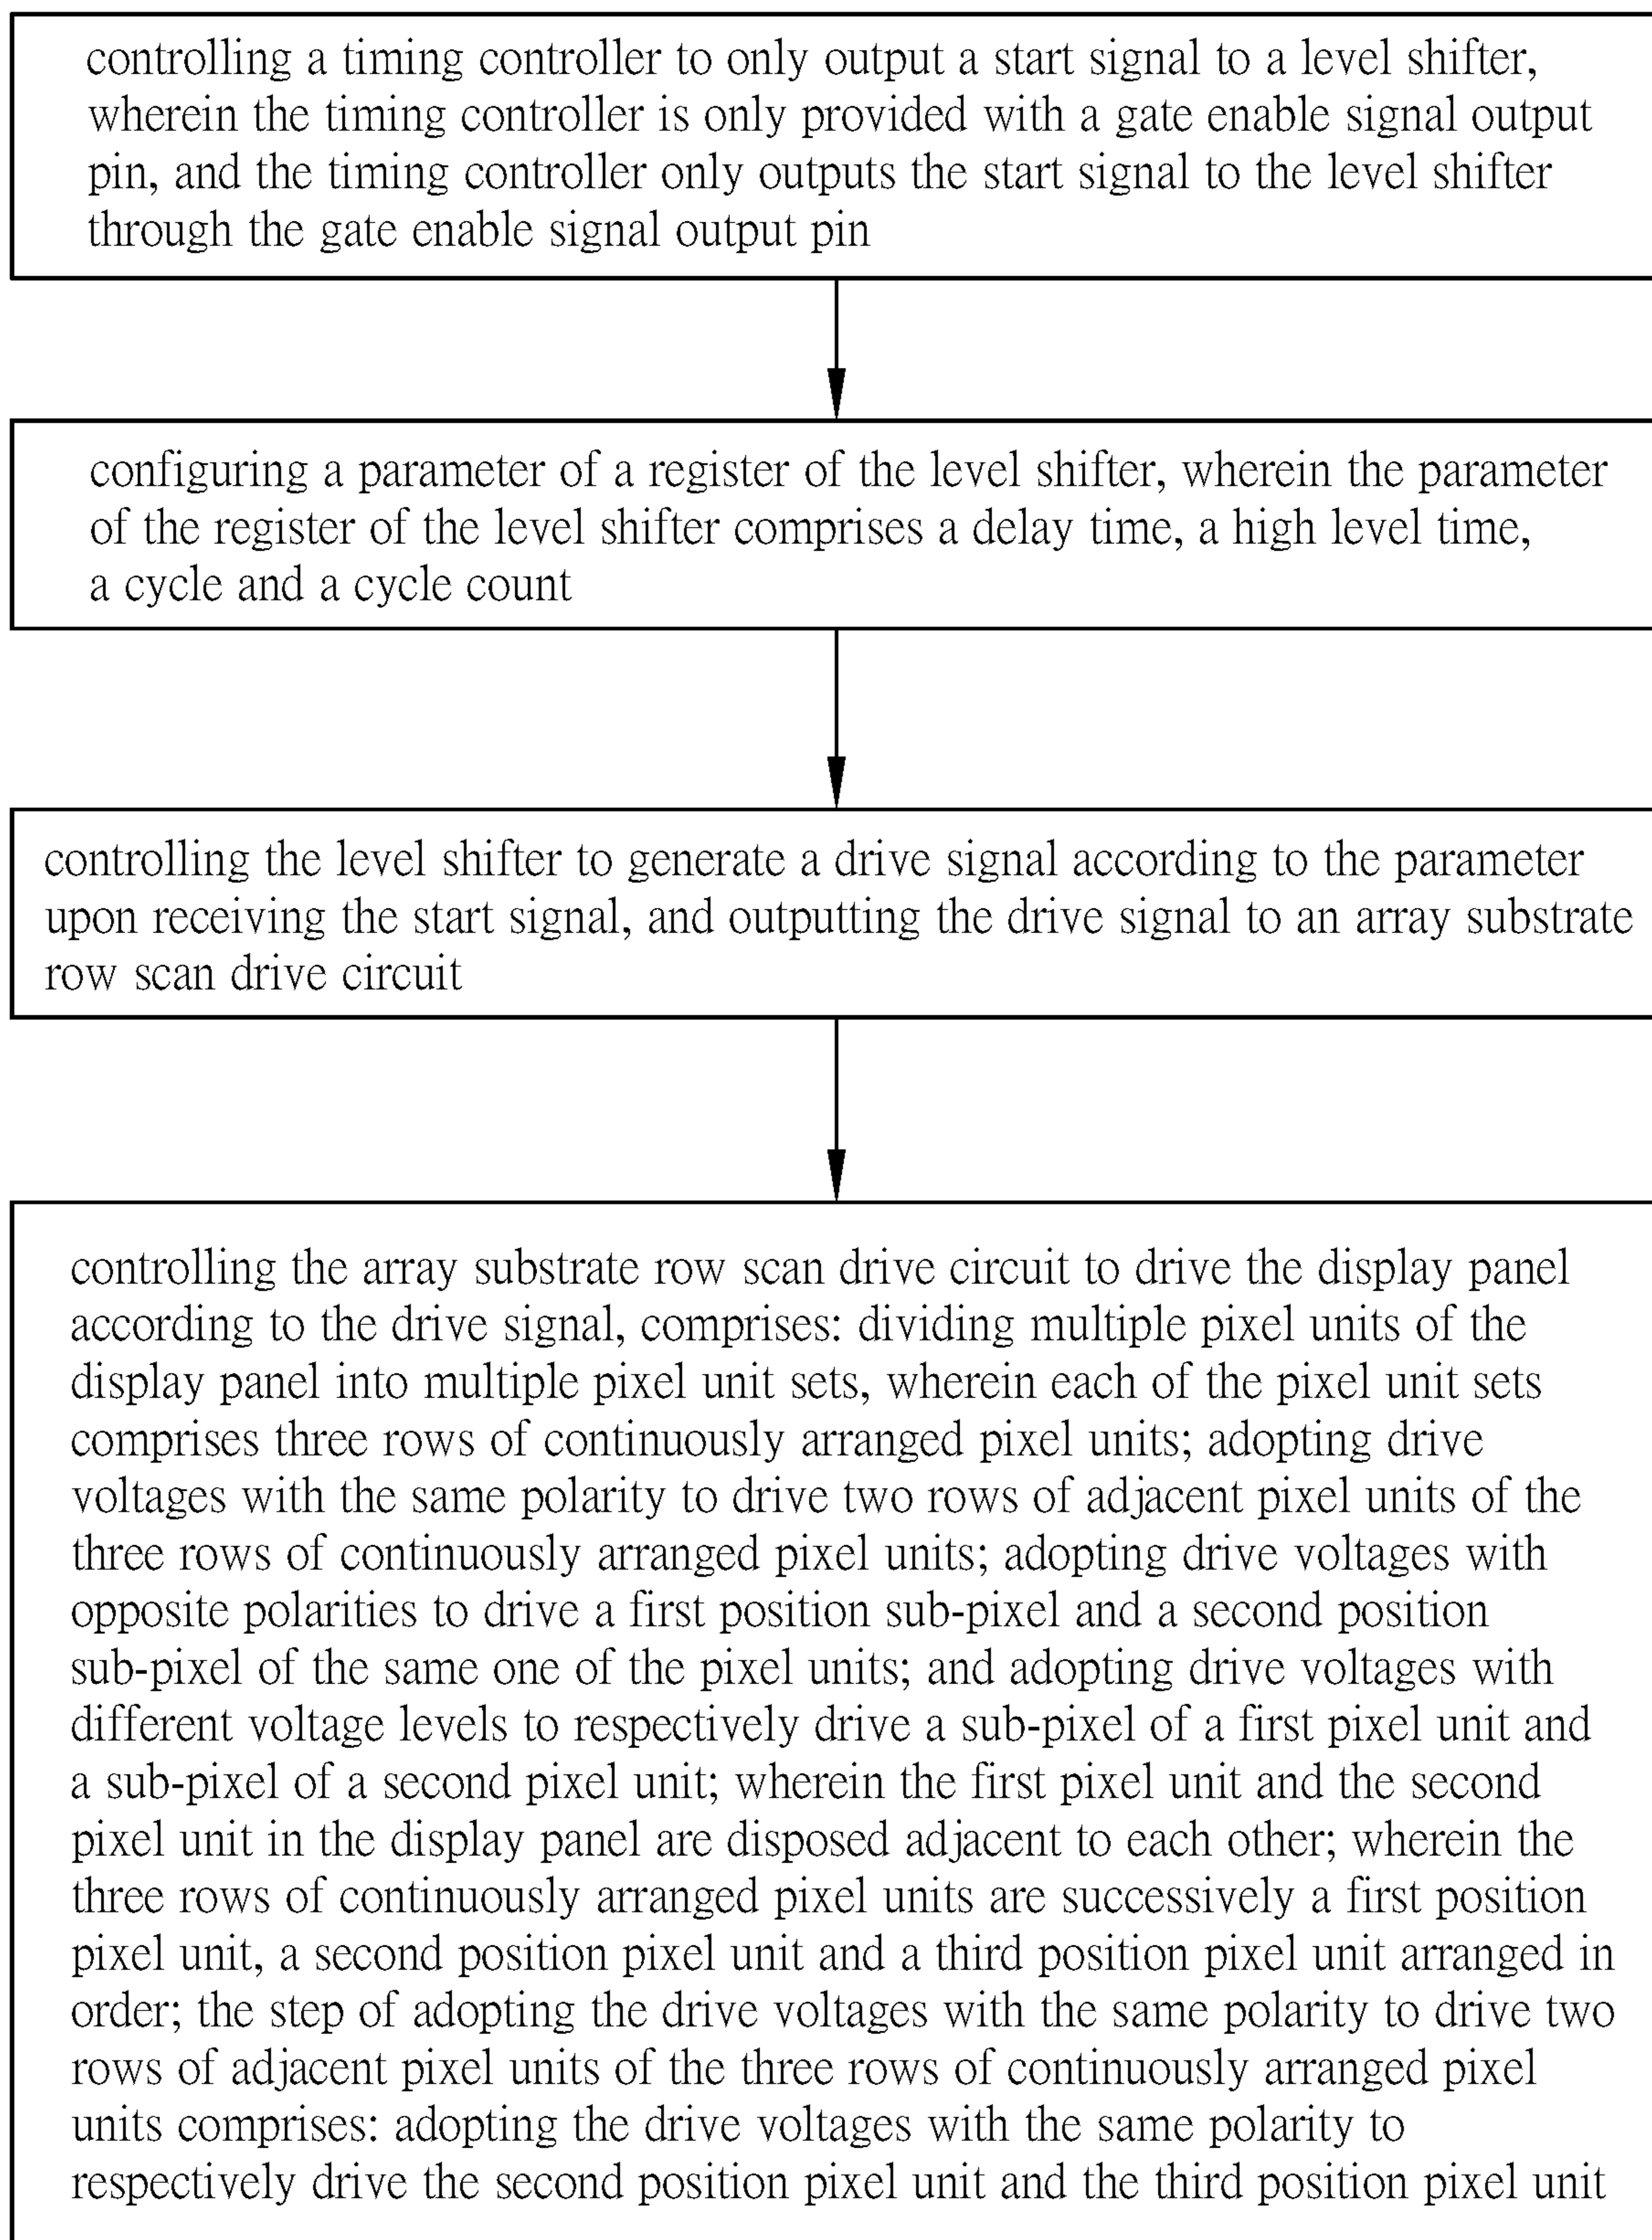 controlling a timing controller to only output a start signal to a level shifter,
wherein the timing controller is only provided with a gate enable signal output
pin, and the timing controller only outputs the start signal to the level shifter
through the gate enable signal output pin
configuring a parameter of a register of the level shifter, wherein the parameter
of the register of the level shifter comprises a delay time, a high level time,
a cycle and a cycle count
controlling the level shifter to generate a drive signal according to the parameter
upon receiving the start signal, and outputting the drive signal to an array substrate
row scan drive circuit
controlling the array substrate row scan drive circuit to drive the display panel
according to the drive signal, comprises: dividing multiple pixel units of the
display panel into multiple pixel unit sets, wherein each of the pixel unit sets
comprises three rows of continuously arranged pixel units; adopting drive
voltages with the same polarity to drive two rows of adjacent pixel units of the
three rows of continuously arranged pixel units; adopting drive voltages with
opposite polarities to drive a first position sub-pixel and a second position
sub-pixel of the same one of the pixel units; and adopting drive voltages with
different voltage levels to respectively drive a sub-pixel of a first pixel unit and
a sub-pixel of a second pixel unit; wherein the first pixel unit and the second
pixel unit in the display panel are disposed adjacent to each other; wherein the
three rows of continuously arranged pixel units are successively a first position
pixel unit, a second position pixel unit and a third position pixel unit arranged in
order; the step of adopting the drive voltages with the same polarity to drive two
rows of adjacent pixel units of the three rows of continuously arranged pixel
units comprises: adopting the drive voltages with the same polarity to
respectively drive the second position pixel unit and the third position pixel unit